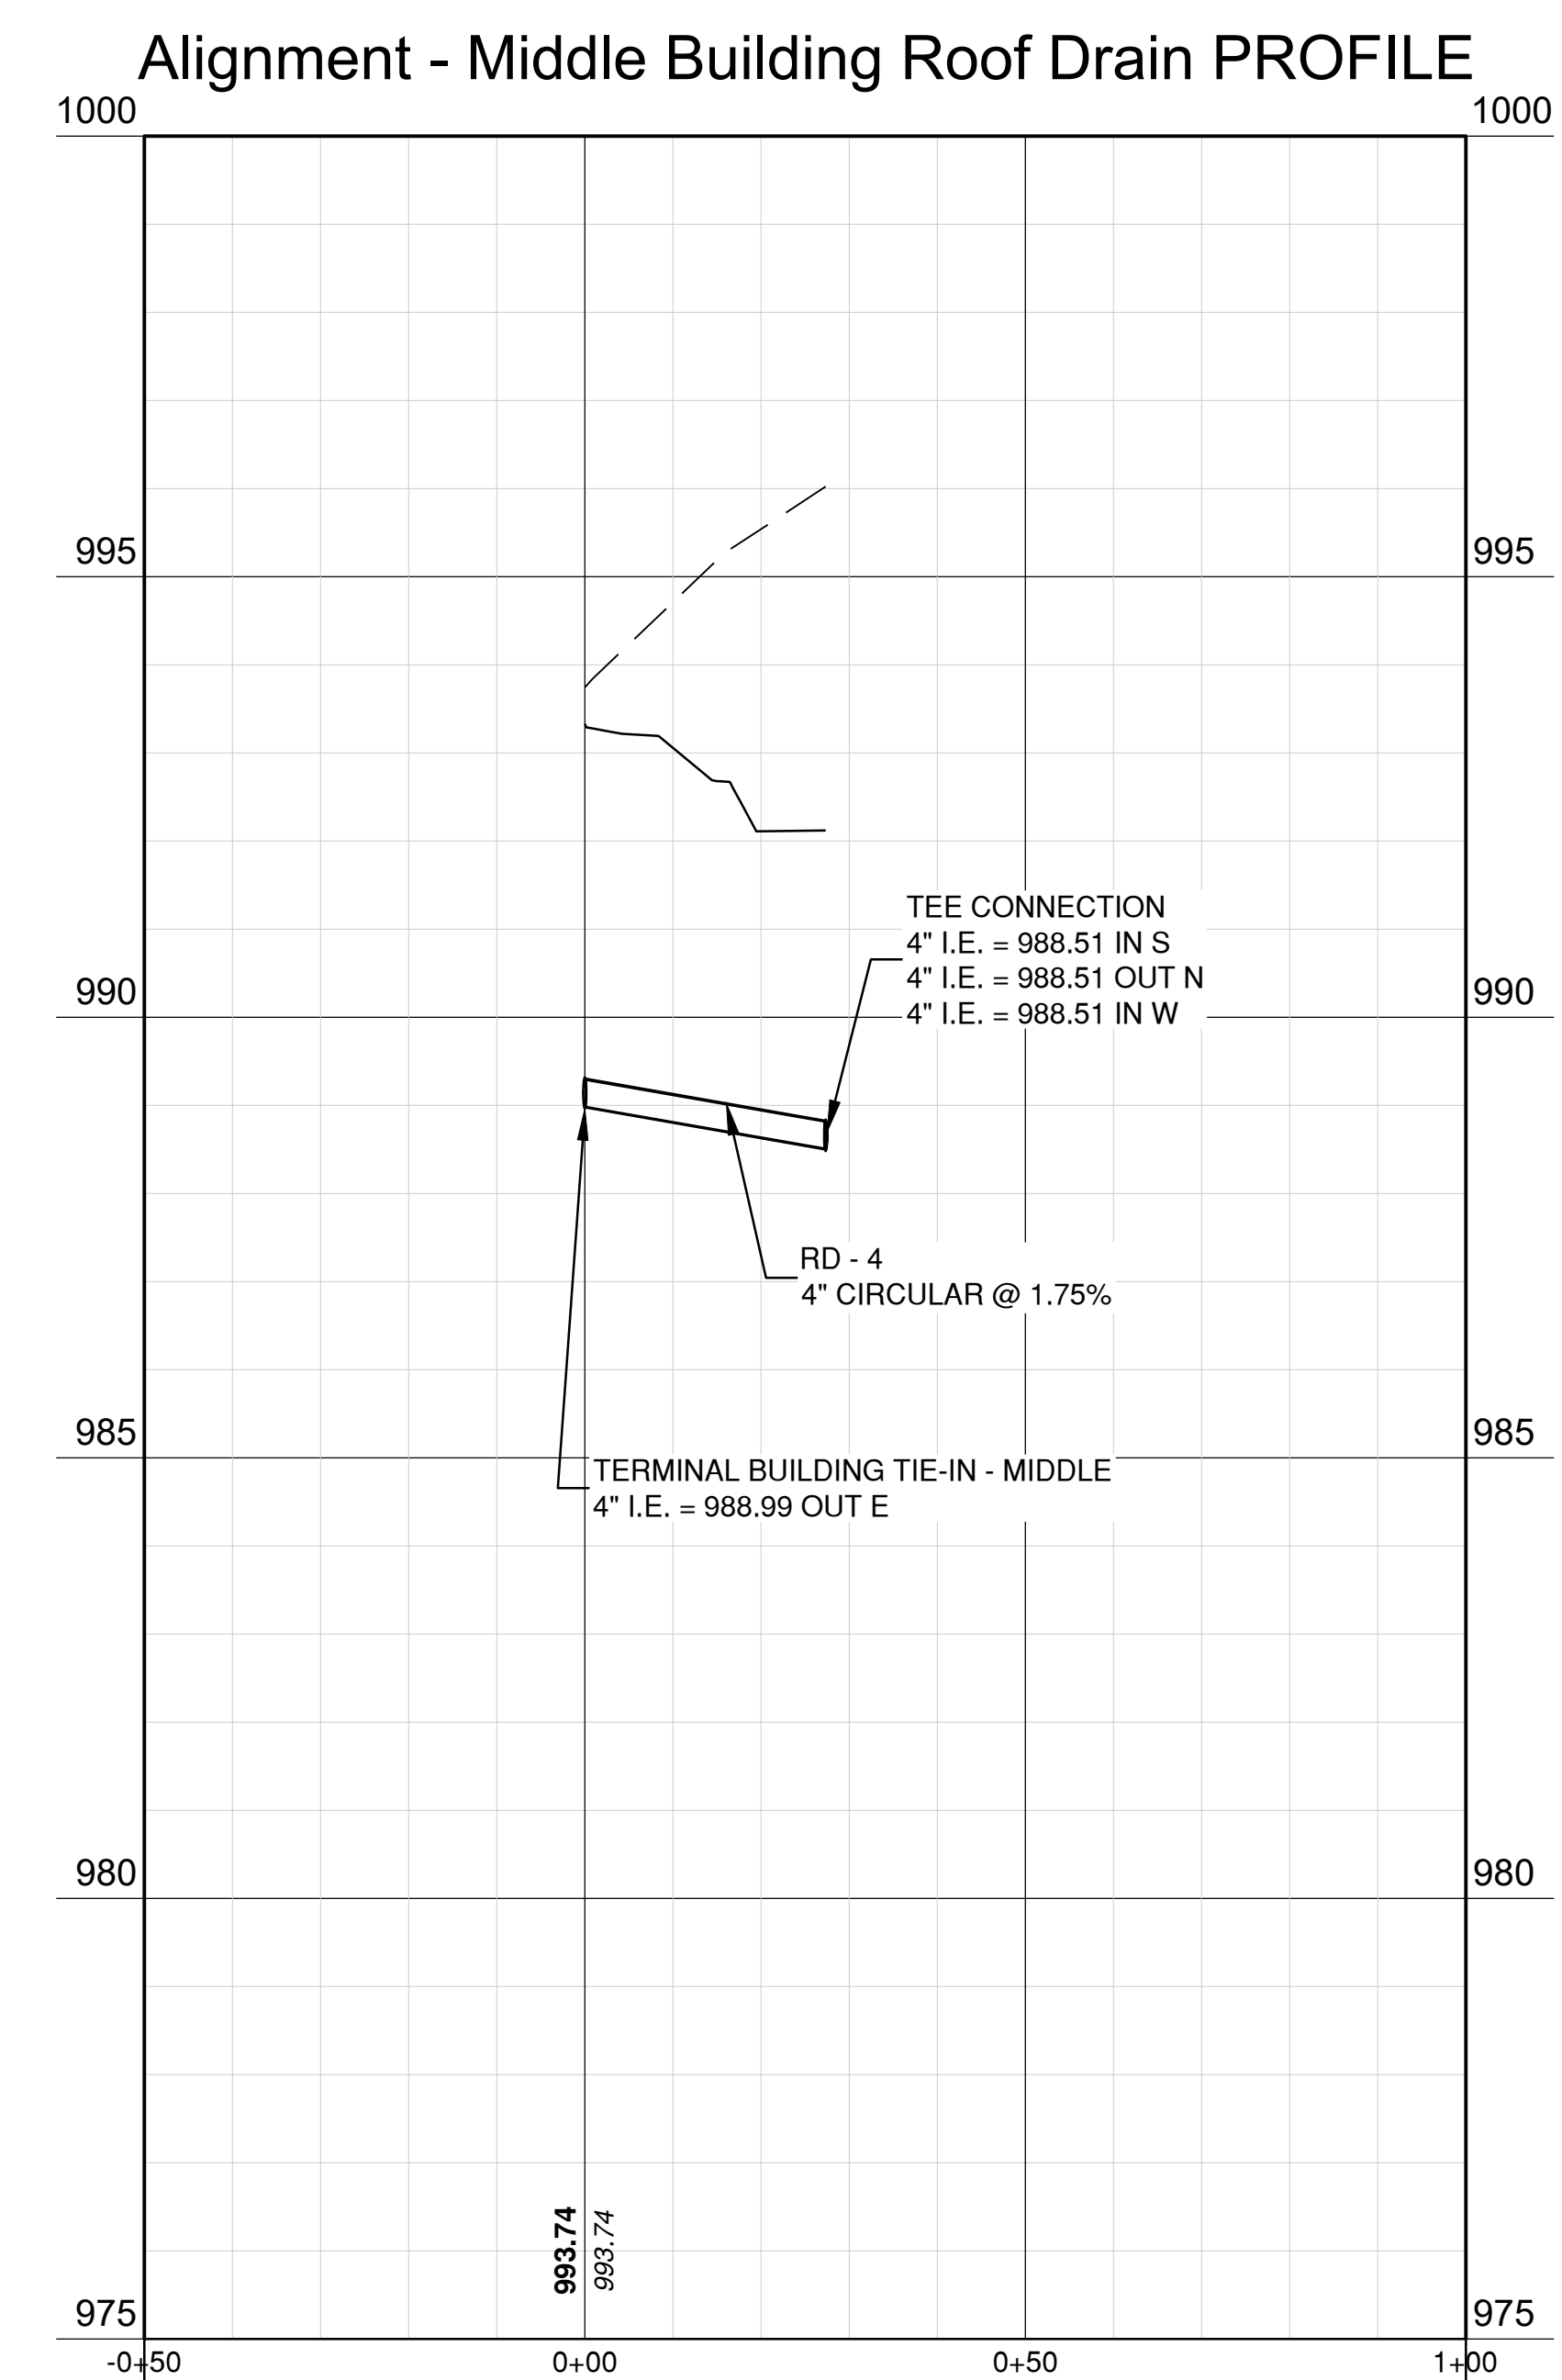 Alignment - Middle Building Roof Drain PROFILE
1000
1000
995
995
TEE CONNECTION
4" I.E. = 988.51 IN S
4" I.E. = 988.51 OUT N
4" I.E. = 988.51 IN W
990
990
RD - 4
4" CIRCULAR @ 1.75%
985
985
TERMINAL BUILDING TIE-IN - MIDDLE
4" I.E. = 988.99 OUT E
980
980
993.74
993.74
975
975
-0+50
0+00
0+50
1+00